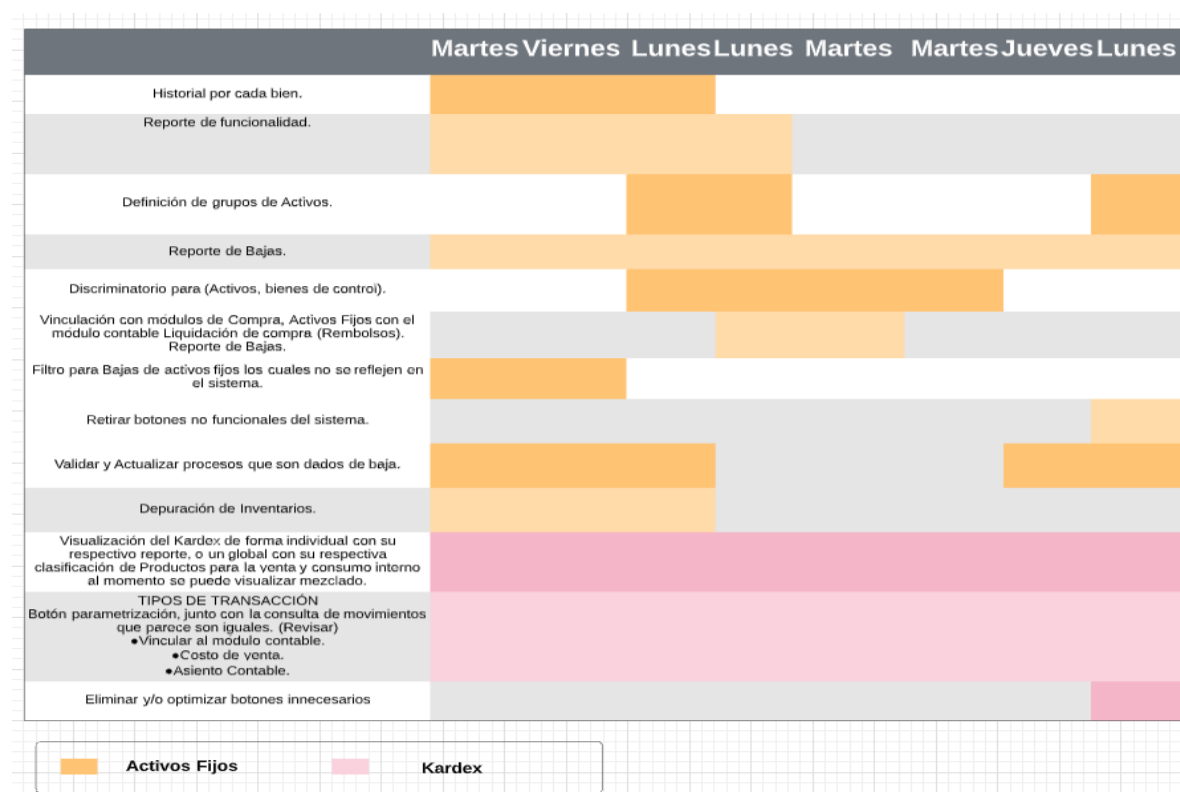 Martes Viernes Lunes Lunes Martes Martes Jueves Lunes
Historial por cada bien.
Reporte de funcionalidad.
Definición de grupos de Activos.
Reporte de Bajas.
Discriminatorio para (Activos, bienes de control).
Vinculación con módulos de Compra, Activos Fijos con el
módulo contable Liquidación de compra (Rembolsos).
Reporte de Bajas.
Filtro para Bajas de activos fijos los cuales no se reflejen en
el sistema.
Retirar botones no funcionales del sistema.
Validar y Actualizar procesos que son dados de baja.
Depuración de Inventarios.
Visualización del Kardex de forma individual con su
respectivo reporte, o un global con su respectiva
clasificación de Productos para la venta y consumo interno
al momento se puede visualizar mezclado.
TIPOS DE TRANSACCIÓN
Botón parametrización, junto con la consulta de movimientos
que parece son iguales. (Revisar)
●Vincular al módulo contable.
●Costo de venta.
●Asiento Contable.
Eliminar y/o optimizar botones innecesarios
Activos Fijos
Kardex